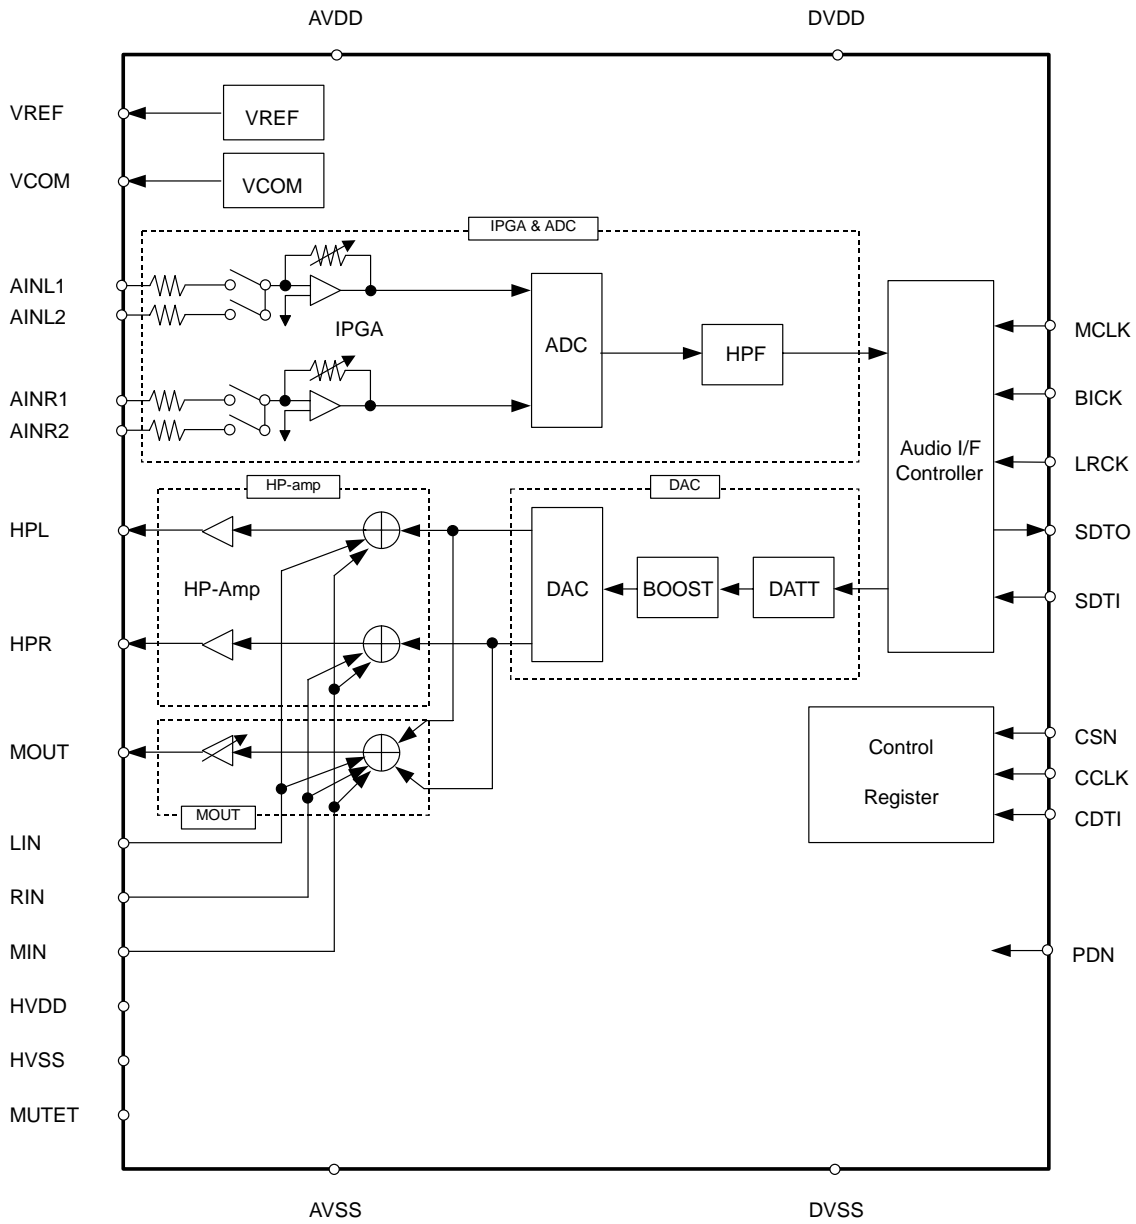 AVDD
DVDD
VREF
VREF
VCOM
VCOM
IPGA & ADC
AINL1
AINL2
IPGA
ADC
HPF
AINR1
AINR2
Audio I/F
Controller
MCLK
BICK
LRCK
SDTO
SDTI
HP-amp
DAC
HPL
HP-Amp
DAC
BOOST
DATT
HPR
MOUT
MOUT
Control
Register
CSN
CCLK
CDTI
LIN
RIN
MIN
PDN
HVDD
HVSS
MUTET
AVSS
DVSS